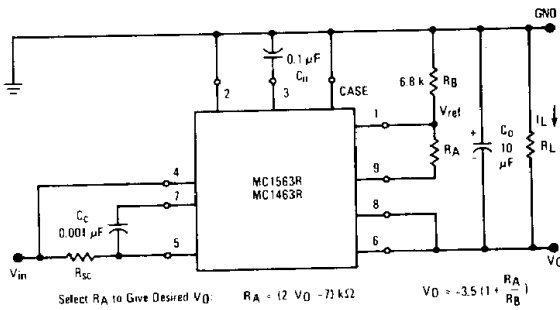 GND
0.1 µF
Cn
2
3
CASE
6.8 k
RB
1
Vref
RA
9
CO
10
µF
+
-
IL
RL
MC1563R
MC1463R
4
7
5
8
6
CC
0.001 µF
Vin
RSC
VO
Select RA to Give Desired VO: RA = (2 VO -7) kΩ VO = -3.5 (1 + RA/RB)